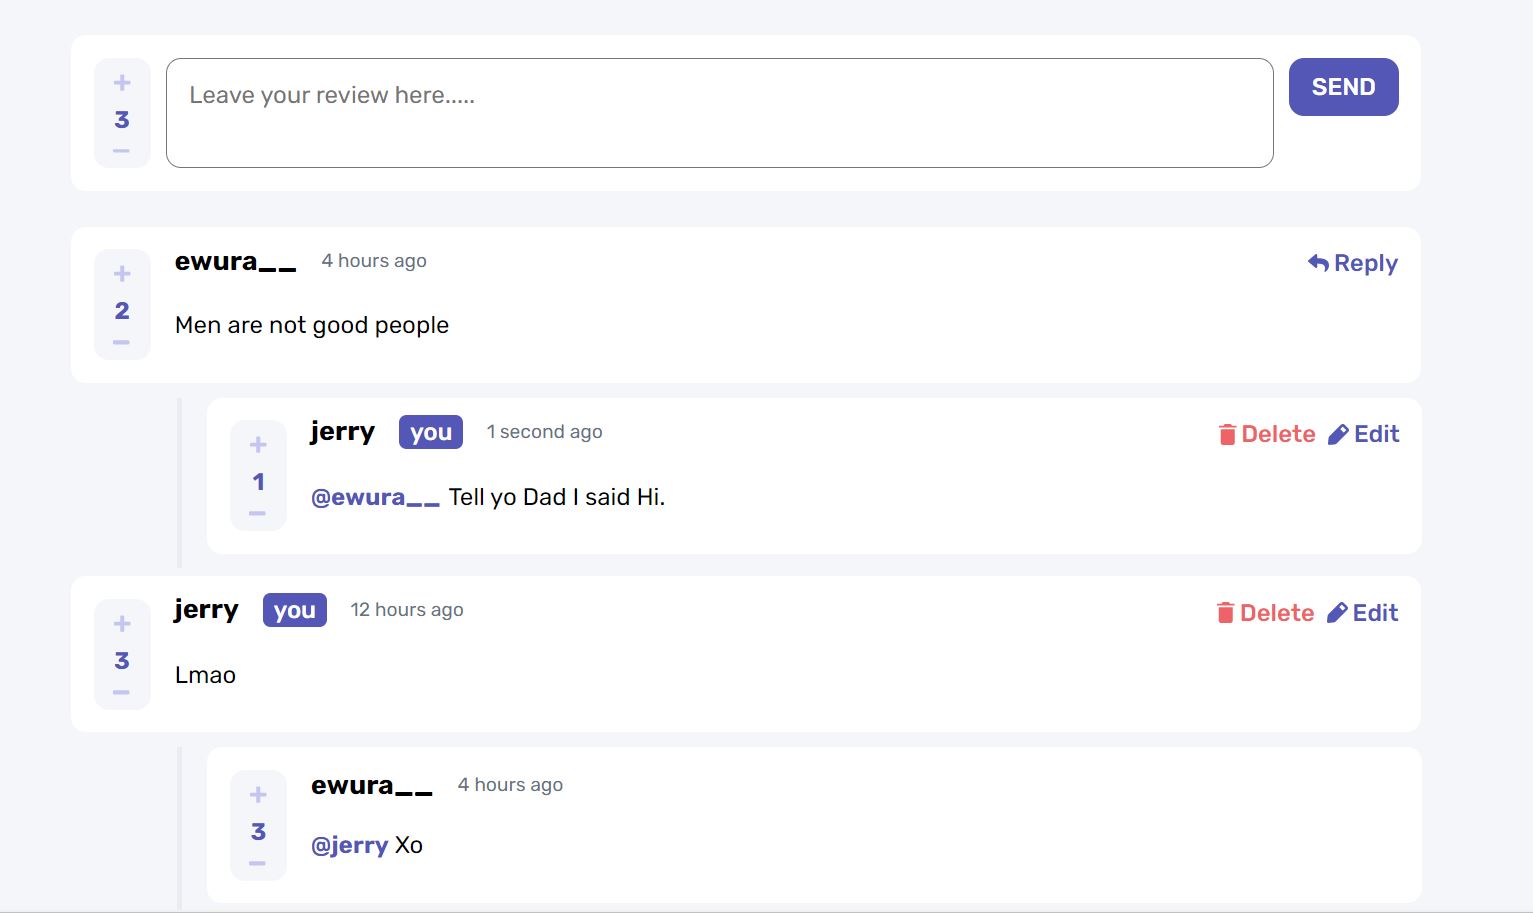 +
3
−
Leave your review here.....
SEND
+
2
−
ewura__ 4 hours ago Reply
Men are not good people
+
1
−
jerry you 1 second ago Delete Edit
@ewura__ Tell yo Dad I said Hi.
+
3
−
jerry you 12 hours ago Delete Edit
Lmao
+
3
−
ewura__ 4 hours ago
@jerry Xo